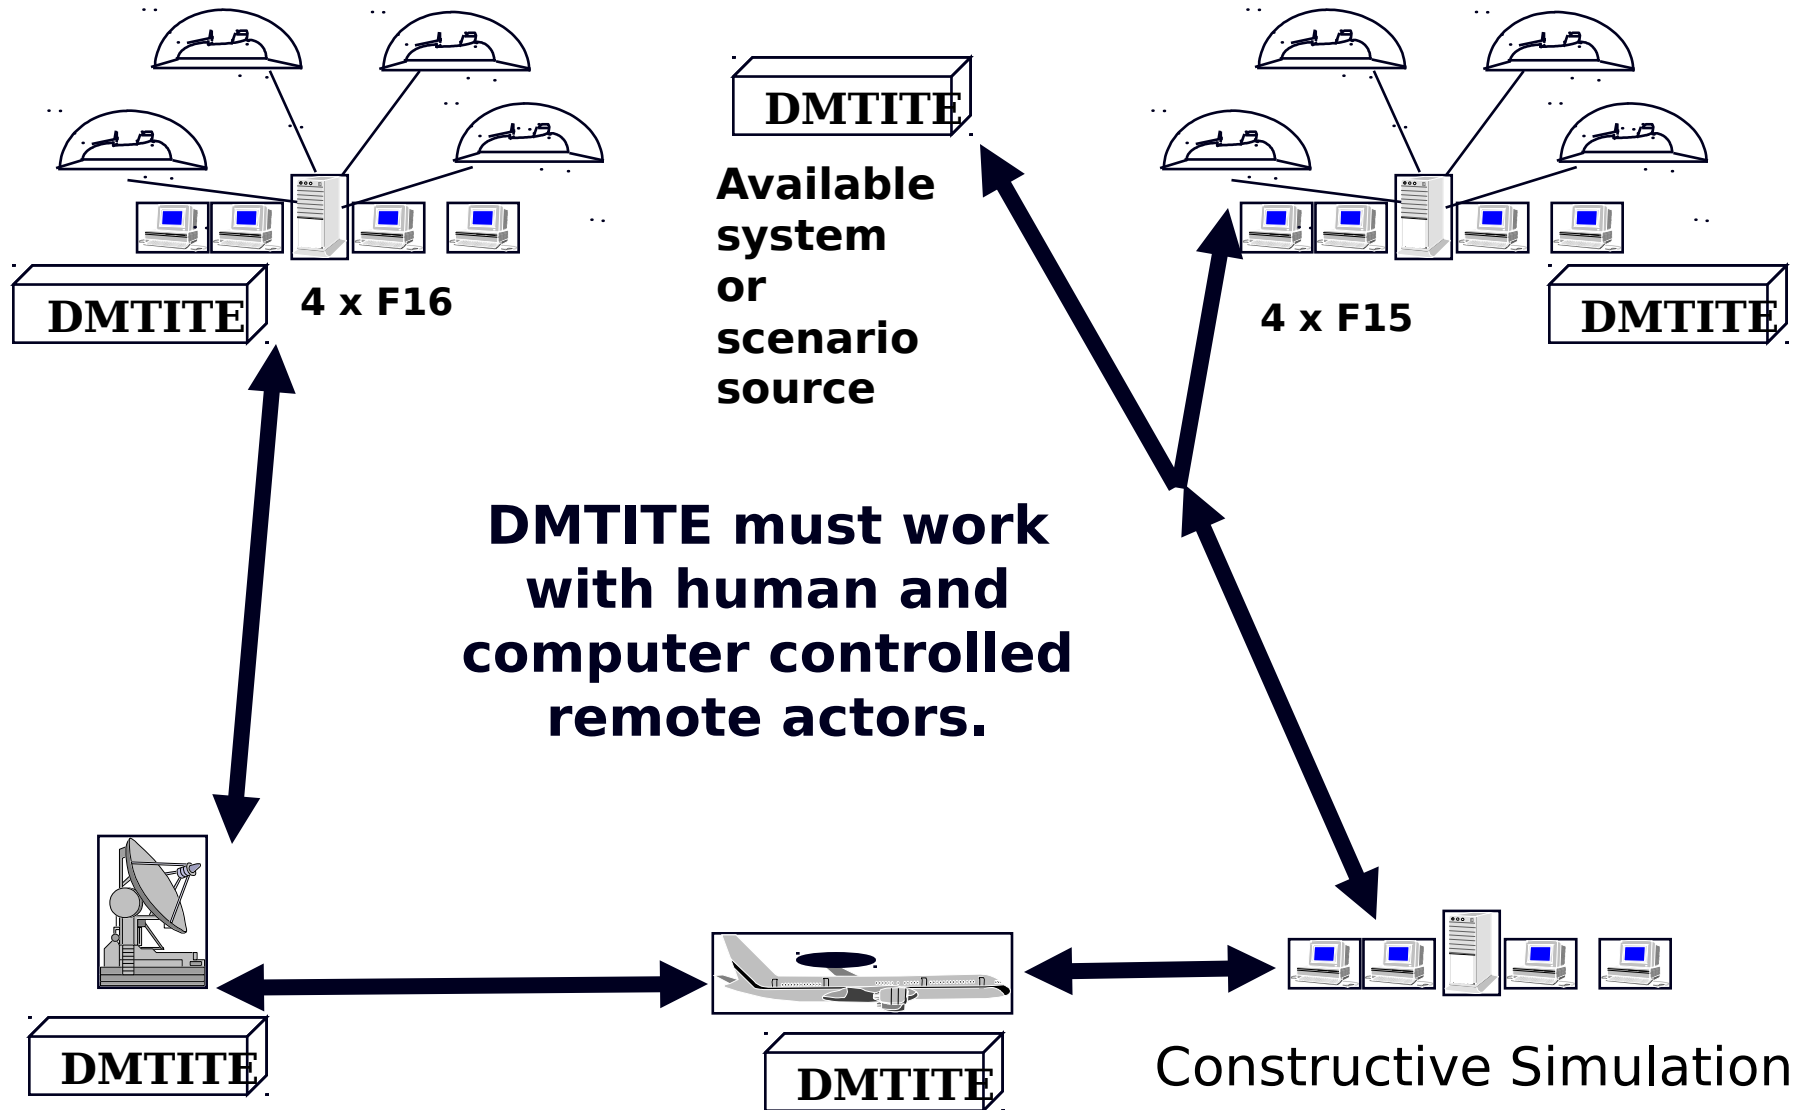 DMTITE
Available
system
or
scenario
source
DMTITE
4 x F16
4 x F15
DMTITE
DMTITE must work
with human and
computer controlled
remote actors.
DMTITE
DMTITE
Constructive Simulation